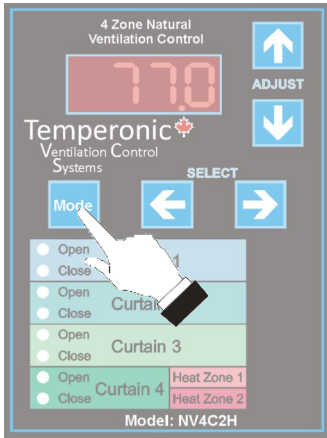 4 Zone Natural
Ventilation Control
77.0
ADJUST
Temperonic
Ventilation Control
Systems
SELECT
Mode
Open
1
Close
Open
Close
Open
Curtain 3
Close
Open
Curtain 4
Heat Zone 1
Close
Heat Zone 2
Model: NV4C2H